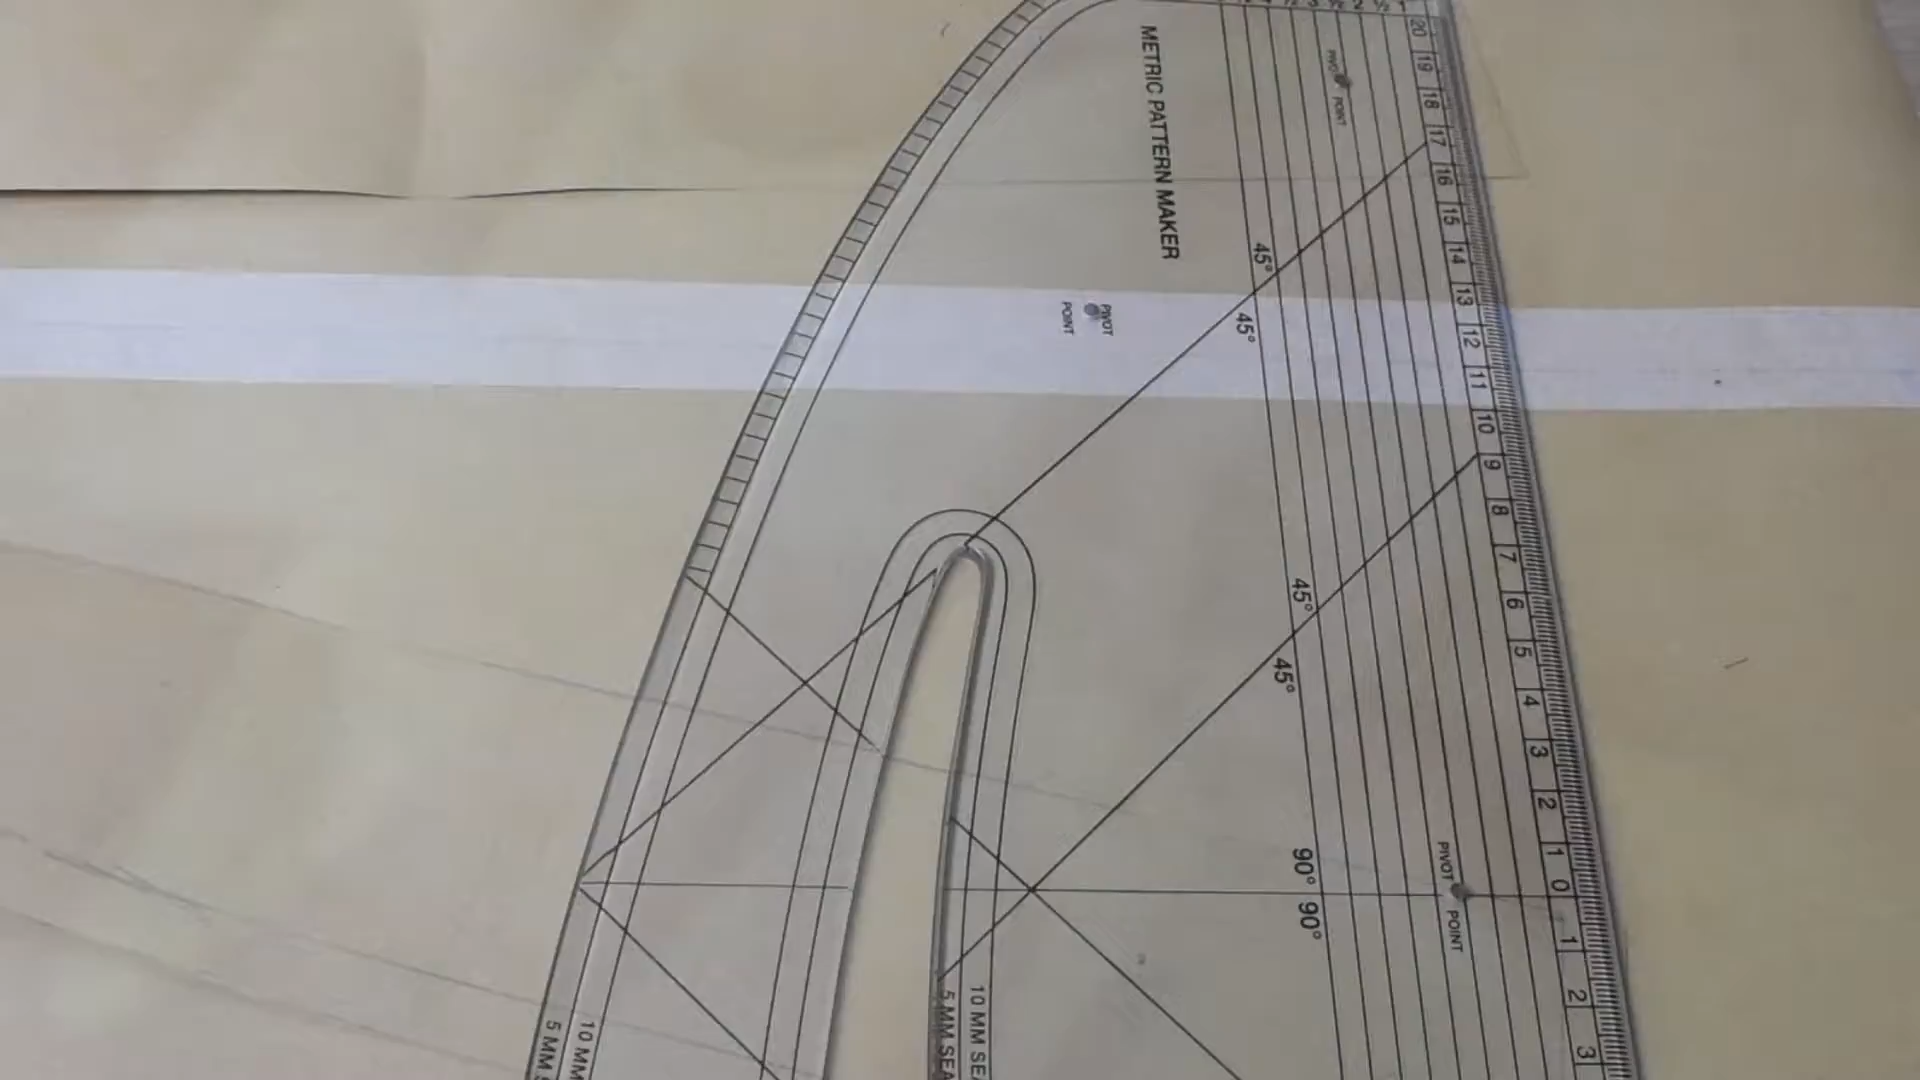 METRIC PATTERN MAKER
PIVOT
POINT
20
19
18
17
16
15
14
13
12
11
10
9
8
7
6
5
4
3
2
1
0
1
2
3
45°
45°
PIVOT
POINT
45°
45°
90°
90°
PIVOT
POINT
10 MM SEA
5 MM SEA
10 MM
5 MM